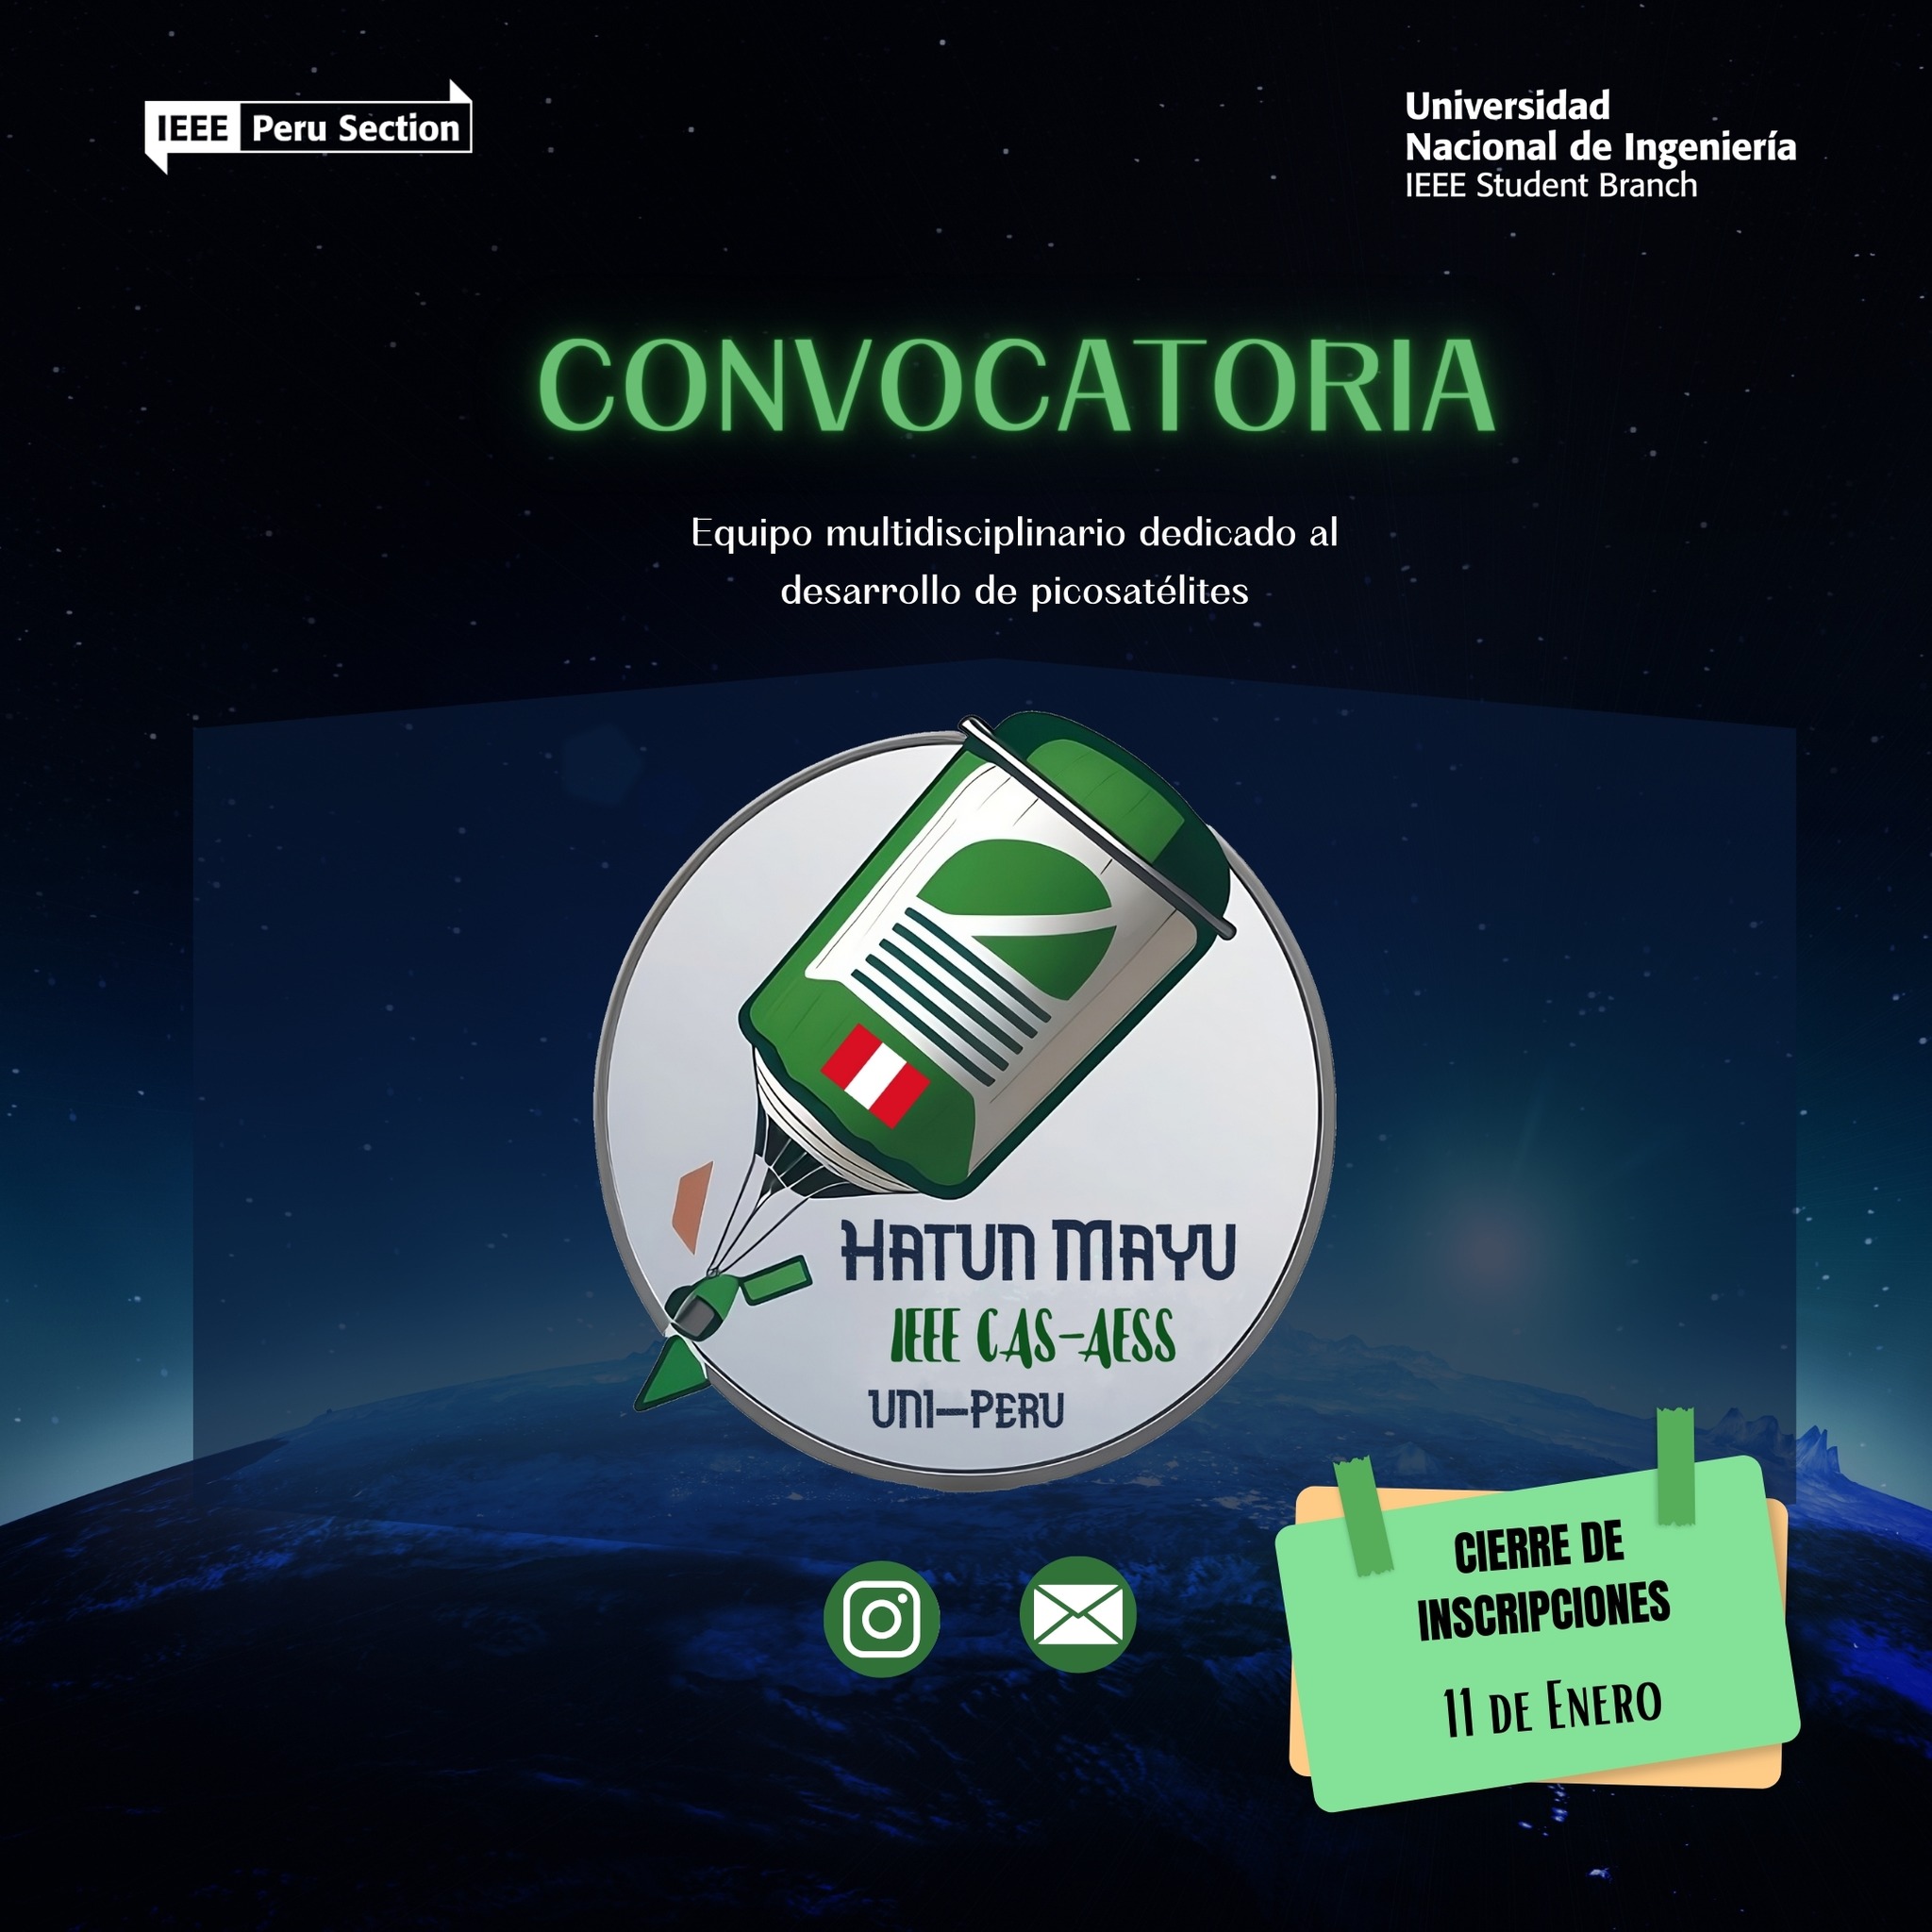 IEEE Peru Section
Universidad
Nacional de Ingeniería
IEEE Student Branch
CONVOCATORIA
Equipo multidisciplinario dedicado al
desarrollo de picosatélites
HATUN MAYU
IEEE CAS-AESS
UNI-PERU
CIERRE DE
INSCRIPCIONES
11 DE ENERO